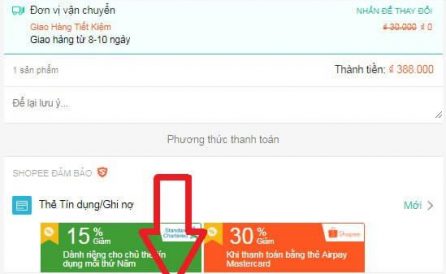 Đơn vị vận chuyển
NHẤN ĐỂ THAY ĐỔI
Giao Hàng Tiết Kiệm
₫ 30.000 ₫ 0
Giao hàng từ 8-10 ngày
1 sản phẩm
Thành tiền: ₫ 388.000
Để lại lưu ý...
Phương thức thanh toán
SHOPEE ĐẢM BẢO
Thẻ Tín dụng/Ghi nợ
Mới
15% Giảm
Standard Chartered
Dành riêng cho chủ thẻ tín
dụng mỗi thứ Năm
30% Giảm
Shopee
Khi thanh toán bằng thẻ Airpay
Mastercard